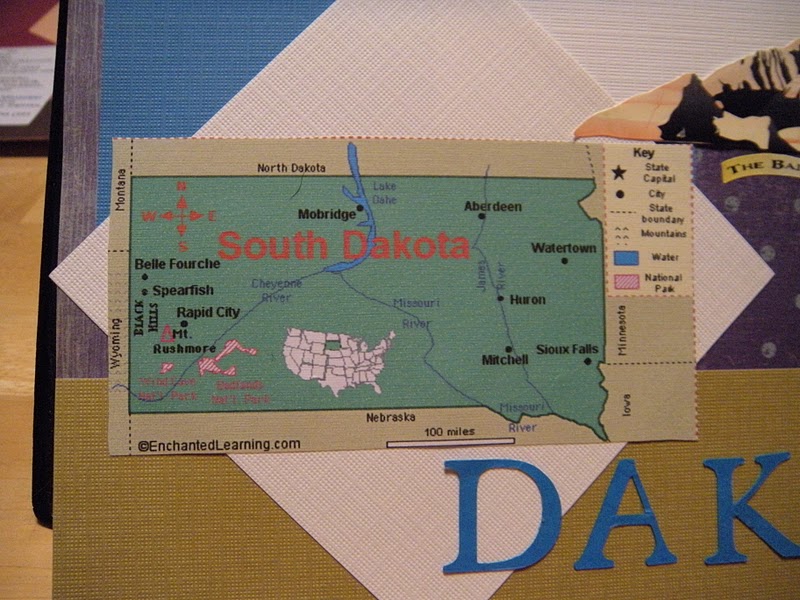 North Dakota
Montana
N
W E
S
Lake
Oahe
Mobridge
Aberdeen
South Dakota
Watertown
Belle Fourche
Cheyenne
River
Spearfish
BLACK
HILLS
James
River
Missouri
River
Huron
Rapid City
Mt.
Rushmore
Wyoming
Mitchell
Sioux Falls
Minnesota
Wind Cave
Nat'l. Park
Badlands
Nat'l. Park
Nebraska
Missouri
River
Iowa
100 miles
©EnchantedLearning.com
Key
State
Capital
City
State
boundary
Mountains
Water
National
Park
THE BA
DAK